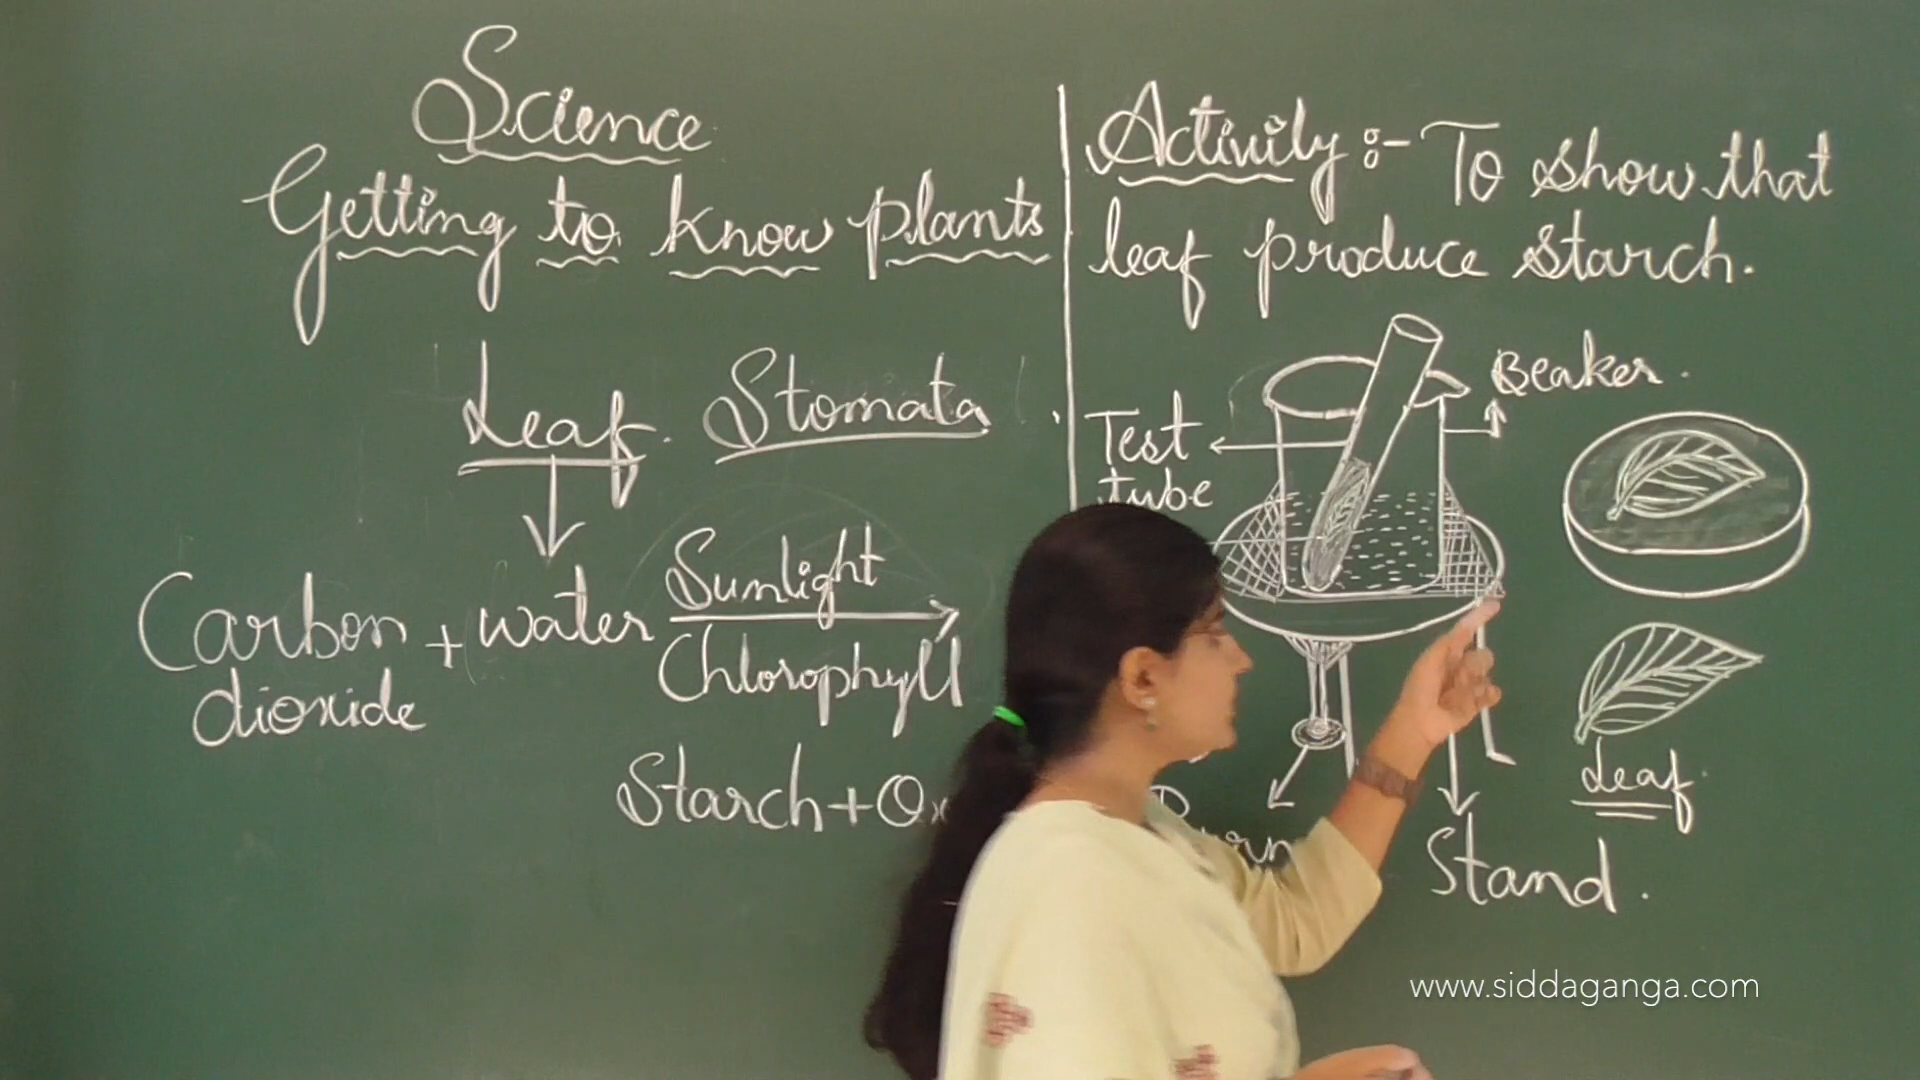 Science
Getting to know plants
Leaf. Stomata
Carbon dioxide + water
Sunlight
Chlorophyll
Starch +
Activity :- To show that
leaf produce starch.
Beaker.
Test
tube
Leaf.
Stand.
www.siddaganga.com